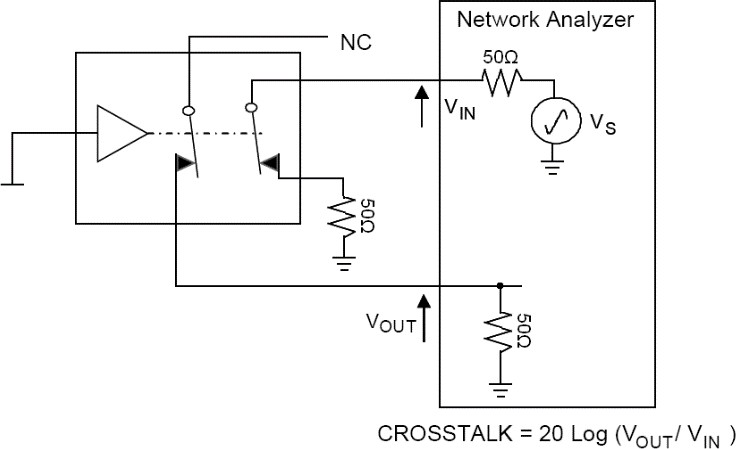 Network Analyzer
NC
50Ω
VIN
VS
50Ω
VOUT
50Ω
CROSSTALK = 20 Log (VOUT/ VIN )